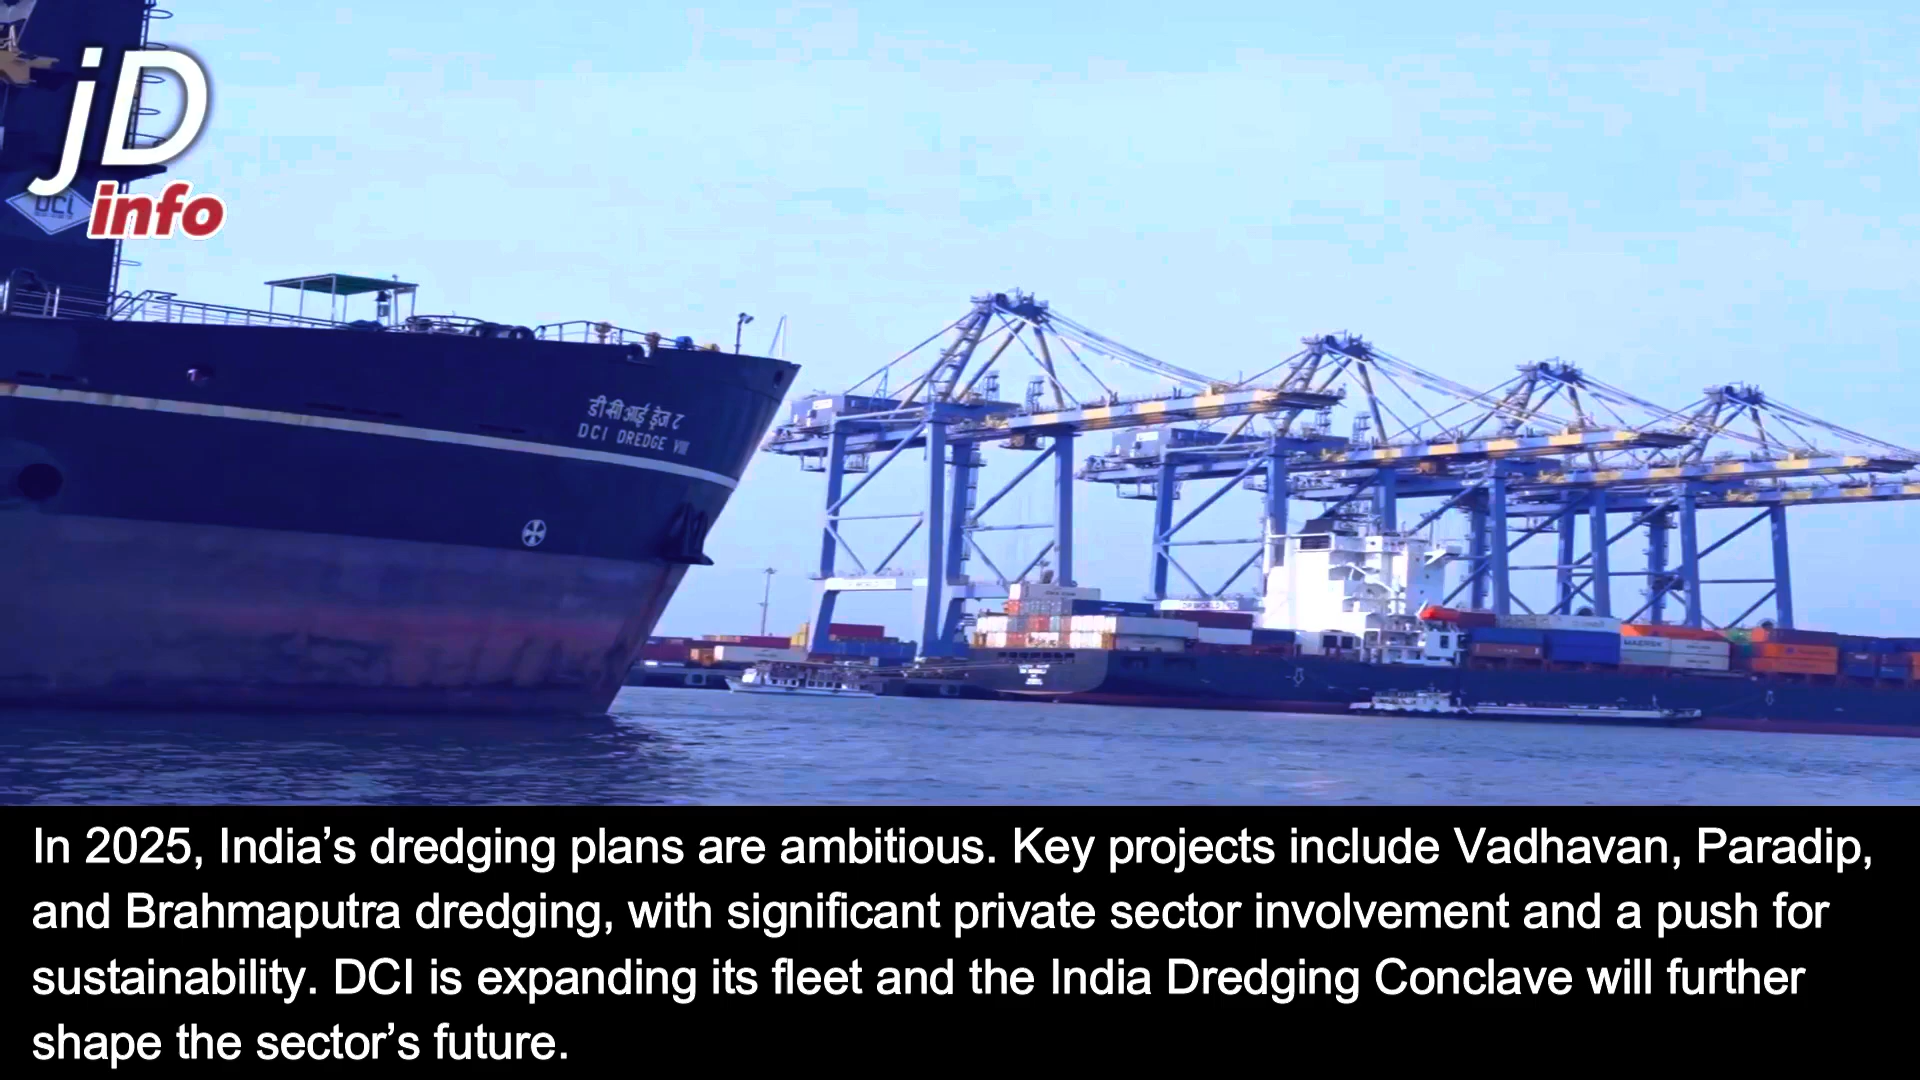 jD
info
DCI
डीसीआई ड्रेज ८
DCI DREDGE VIII
In 2025, India’s dredging plans are ambitious. Key projects include Vadhavan, Paradip,
and Brahmaputra dredging, with significant private sector involvement and a push for
sustainability. DCI is expanding its fleet and the India Dredging Conclave will further
shape the sector’s future.